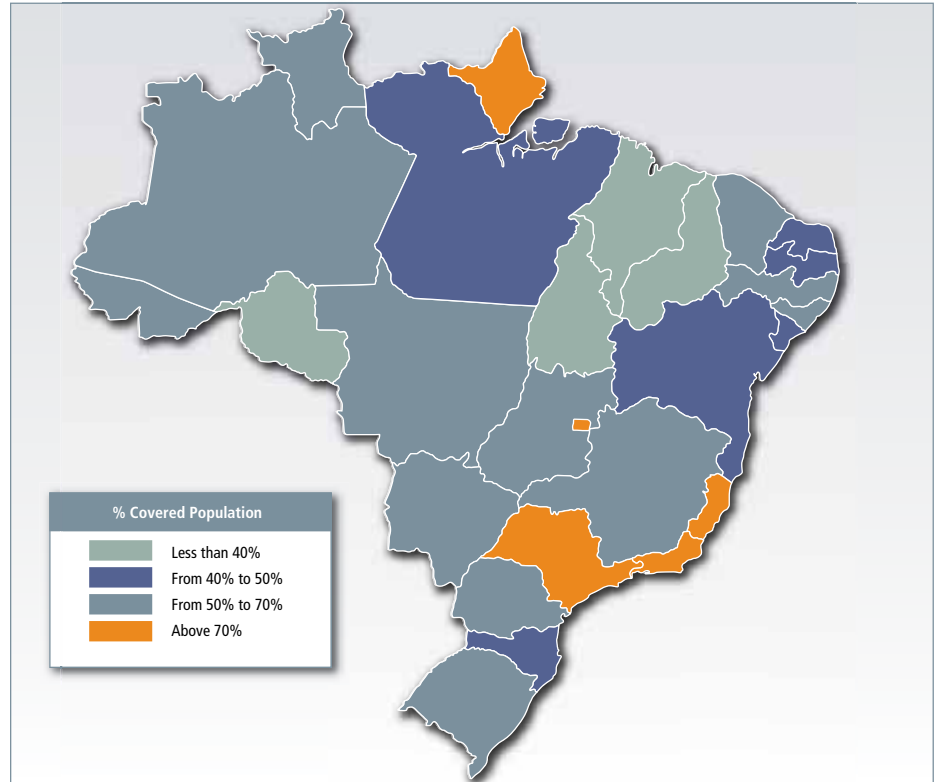 % Covered Population
Less than 40%
From 40% to 50%
From 50% to 70%
Above 70%